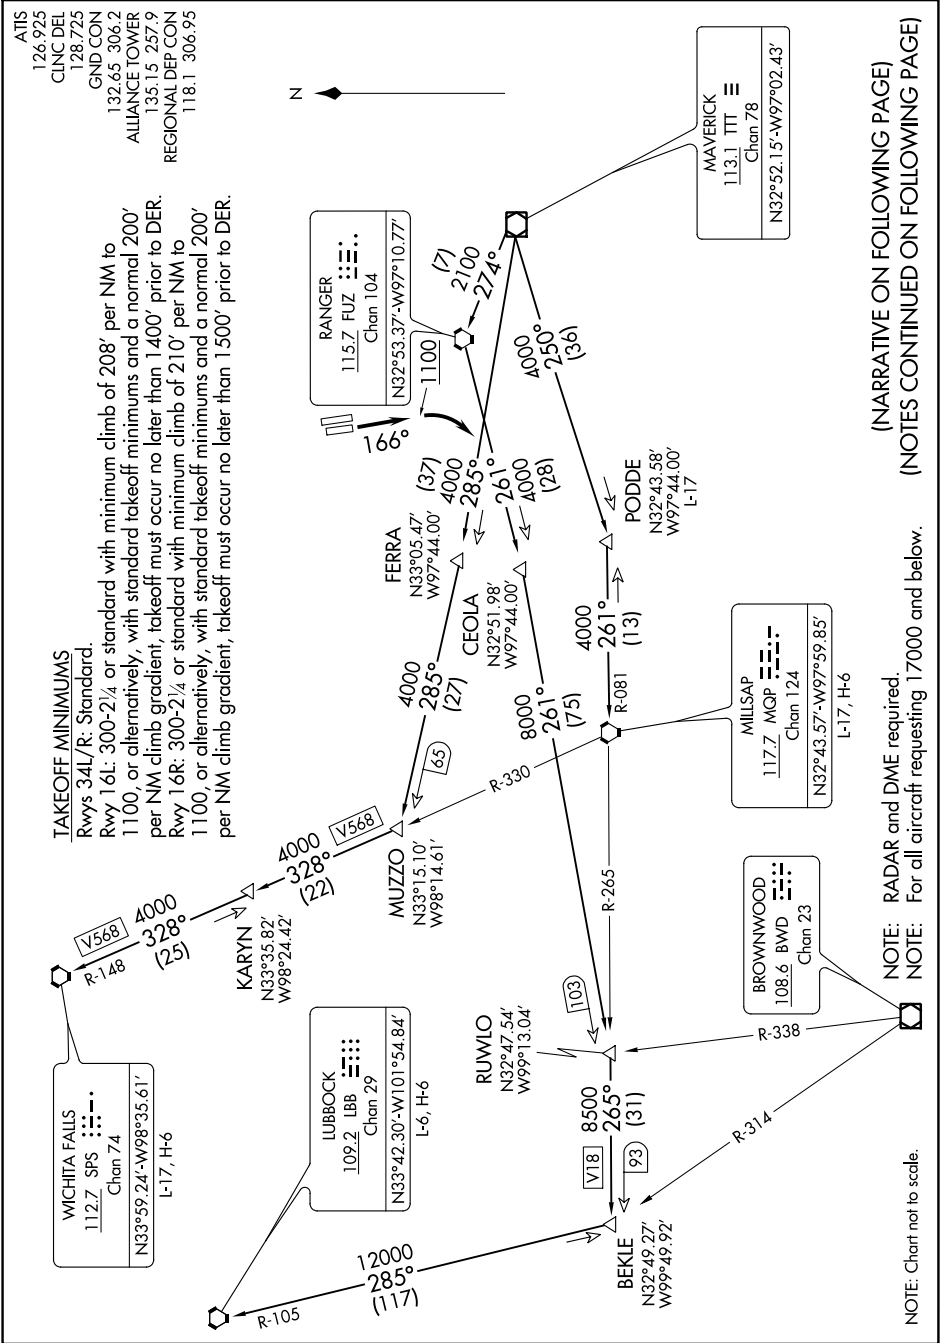 ATIS
126.925
CLNC DEL
128.725
GND CON
132.65 306.2
ALLIANCE TOWER
135.15 257.9
REGIONAL DEP CON
118.1 306.95
TAKEOFF MINIMUMS
Rwys 34L/R: Standard.
Rwy 16L: 300-2¼ or standard with minimum climb of 208' per NM to
1100, or alternatively, with standard takeoff minimums and a normal 200'
per NM climb gradient, takeoff must occur no later than 1400' prior to DER.
Rwy 16R: 300-2¼ or standard with minimum climb of 210' per NM to
1100, or alternatively, with standard takeoff minimums and a normal 200'
per NM climb gradient, takeoff must occur no later than 1500' prior to DER.
N
WICHITA FALLS
112.7 SPS
Chan 74
N33°59.24'-W98°35.61'
L-17, H-6
V568
R-148
4000
328°
(25)
KARYN
N33°35.82'
W98°24.42'
4000
328°
(22)
V568
MUZZO
N33°15.10'
W98°14.61'
65
4000
285°
(27)
FERRA
N33°05.47'
W97°44.00'
(37)
4000
285°
166°
1100
RANGER
115.7 FUZ
Chan 104
N32°53.37'-W97°10.77'
(7)
2100
274°
MAVERICK
113.1 TTT
Chan 78
N32°52.15'-W97°02.43'
261°
4000
(28)
CEOLA
N32°51.98'
W97°44.00'
4000
250°
(36)
PODDE
N32°43.58'
W97°44.00'
L-17
4000
261°
(13)
R-081
MILLSAP
117.7 MQP
Chan 124
N32°43.57'-W97°59.85'
L-17, H-6
R-330
R-265
8000
261°
(75)
103
RUWLO
N32°47.54'
W99°13.04'
BROWNWOOD
108.6 BWD
Chan 23
R-338
R-314
8500
265°
(31)
V18
93
BEKLE
N32°49.27'
W99°49.92'
12000
285°
(117)
R-105
LUBBOCK
109.2 LBB
Chan 29
N33°42.30'-W101°54.84'
L-6, H-6
NOTE: RADAR and DME required.
NOTE: For all aircraft requesting 17000 and below.
(NARRATIVE ON FOLLOWING PAGE)
(NOTES CONTINUED ON FOLLOWING PAGE)
NOTE: Chart not to scale.